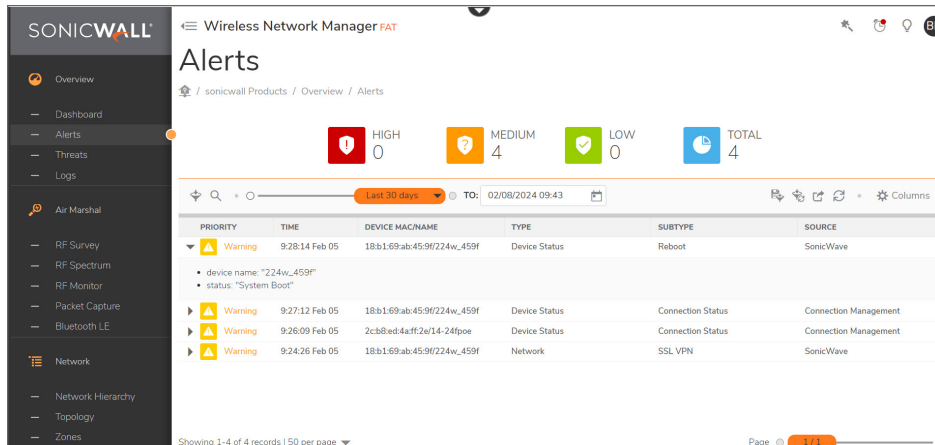 SONICWALL
Wireless Network Manager FAT
Alerts
/ sonicwall Products / Overview / Alerts
Overview
Dashboard
Alerts
Threats
Logs
Air Marshal
RF Survey
RF Spectrum
RF Monitor
Packet Capture
Bluetooth LE
Network
Network Hierarchy
Topology
Zones
HIGH 0 MEDIUM 4 LOW 0 TOTAL 4
Last 30 days TO: 02/08/2024 09:43 Columns
PRIORITY TIME DEVICE MAC/NAME TYPE SUBTYPE SOURCE
Warning 9:28:14 Feb 05 18:b1:69:ab:45:9f/224w_459f Device Status Reboot SonicWave
• device name: "224w_459f"
• status: "System Boot"
Warning 9:27:12 Feb 05 18:b1:69:ab:45:9f/224w_459f Device Status Connection Status Connection Management
Warning 9:26:09 Feb 05 2c:b8:ed:4a:ff:2e/14-24fpoe Device Status Connection Status Connection Management
Warning 9:24:26 Feb 05 18:b1:69:ab:45:9f/224w_459f Network SSL VPN SonicWave
Showing 1-4 of 4 records | 50 per page Page 1/1